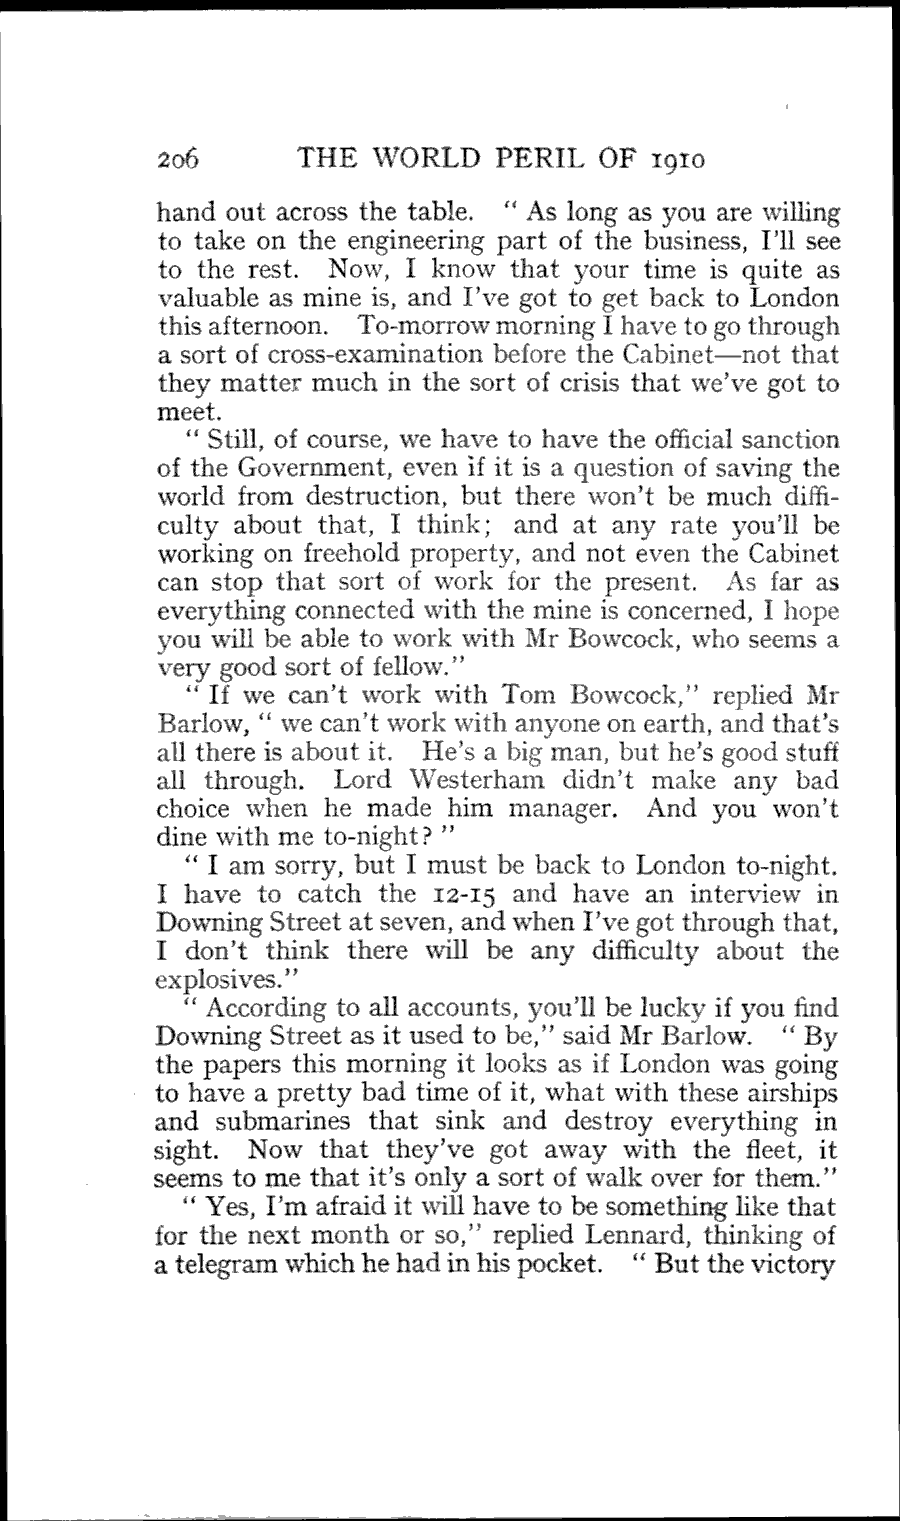 206 THE WORLD PERIL OF 1910
hand out across the table. " As long as you are willing
to take on the engineering part of the business, I'll see
to the rest. Now, I know that your time is quite as
valuable as mine is, and I've got to get back to London
this afternoon. To-morrow morning I have to go through
a sort of cross-examination before the Cabinet—not that
they matter much in the sort of crisis that we've got to
meet.
" Still, of course, we have to have the official sanction
of the Government, even if it is a question of saving the
world from destruction, but there won't be much diffi-
culty about that, I think; and at any rate you'll be
working on freehold property, and not even the Cabinet
can stop that sort of work for the present. As far as
everything connected with the mine is concerned, I hope
you will be able to work with Mr Bowcock, who seems a
very good sort of fellow."
" If we can't work with Tom Bowcock," replied Mr
Barlow, " we can't work with anyone on earth, and that's
all there is about it. He's a big man, but he's good stuff
all through. Lord Westerham didn't make any bad
choice when he made him manager. And you won't
dine with me to-night? "
" I am sorry, but I must be back to London to-night.
I have to catch the 12-15 and have an interview in
Downing Street at seven, and when I've got through that,
I don't think there will be any difficulty about the
explosives."
" According to all accounts, you'll be lucky if you find
Downing Street as it used to be," said Mr Barlow. " By
the papers this morning it looks as if London was going
to have a pretty bad time of it, what with these airships
and submarines that sink and destroy everything in
sight. Now that they've got away with the fleet, it
seems to me that it's only a sort of walk over for them."
" Yes, I'm afraid it will have to be something like that
for the next month or so," replied Lennard, thinking of
a telegram which he had in his pocket. " But the victory